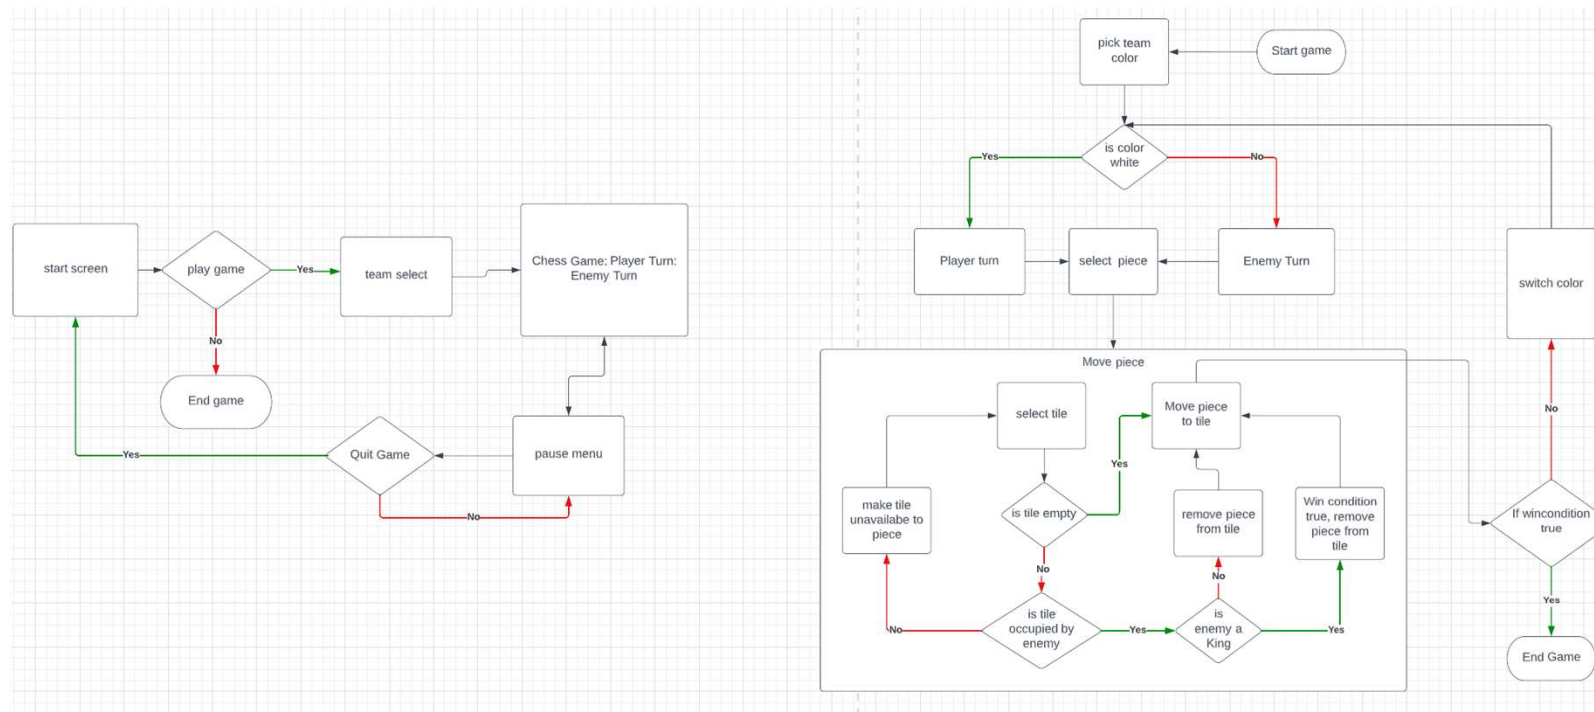 start screen
play game
Yes
No
End game
team select
Chess Game: Player Turn:
Enemy Turn
pause menu
Quit Game
Yes
No
Start game
pick team
color
is color
white
Yes
No
Player turn
select piece
Enemy Turn
switch color
Move piece
select tile
Move piece
to tile
Yes
is tile empty
make tile
unavailabe to
piece
remove piece
from tile
Win condition
true, remove
piece from
tile
No
No
No
is tile
occupied by
enemy
Yes
is
enemy a
King
Yes
If wincondition
true
No
Yes
End Game